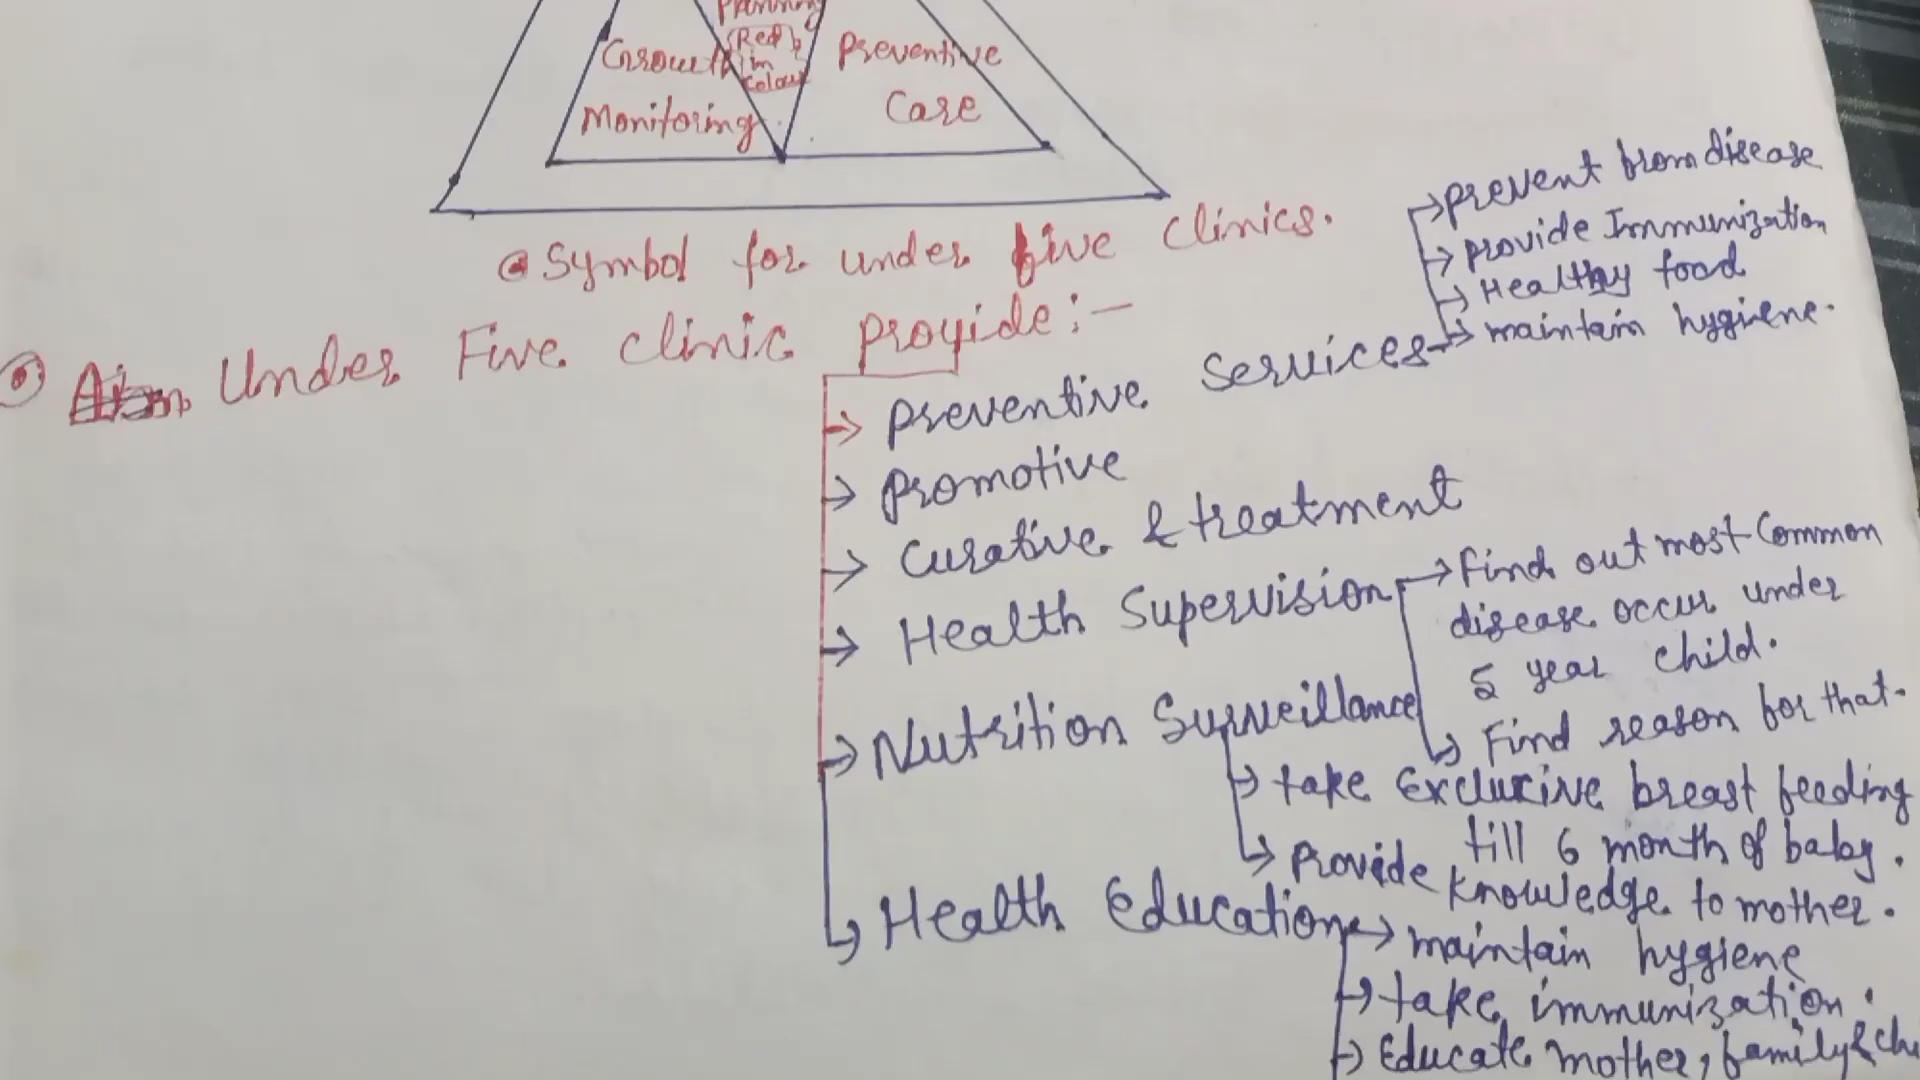 Planning
(Red
in
Colour
Growth
Monitoring
Preventive
Care
Symbol for under five Clinics.
Under Five clinic provide :-
→ preventive services
→ prevent from disease
→ provide Immunization
→ Healthy food
→ maintain hygiene.
→ promotive
→ Curative & treatment
→ Health Supervision
→ Find out most Common
disease occur under
5 year child.
→ Find reason for that.
→ Nutrition Surveillance
→ take Exclucive breast feeding
till 6 month of baby.
→ Provide knowledge to mother.
→ Health Education
→ maintain hygiene
→ take immunization.
→ Educate mother, family &